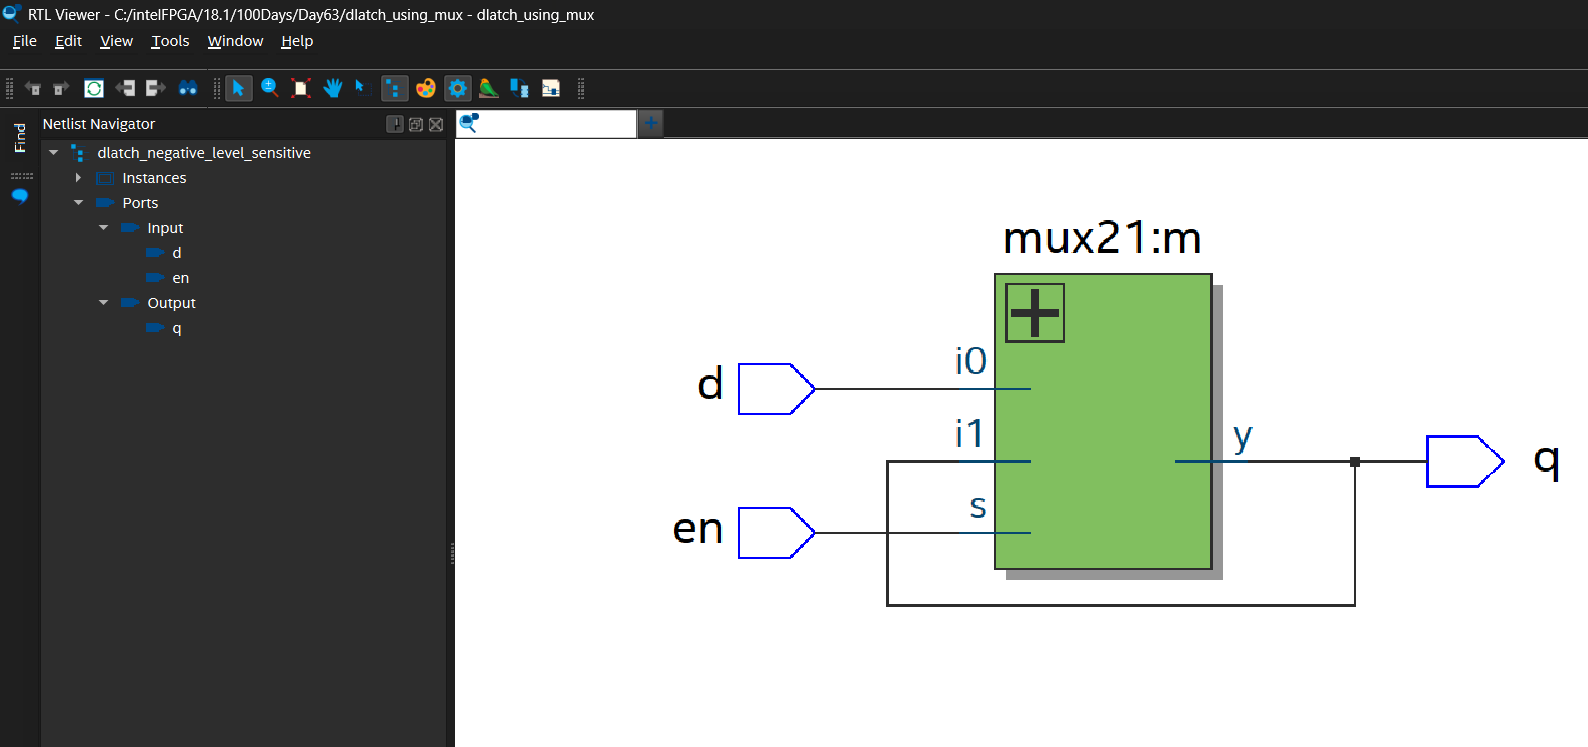 RTL Viewer - C:/intelFPGA/18.1/100Days/Day63/dlatch_using_mux - dlatch_using_mux
File Edit View Tools Window Help
Find
Netlist Navigator
dlatch_negative_level_sensitive
Instances
Ports
Input
d
en
Output
q
mux21:m
d
i0
i1
en
s
y
q